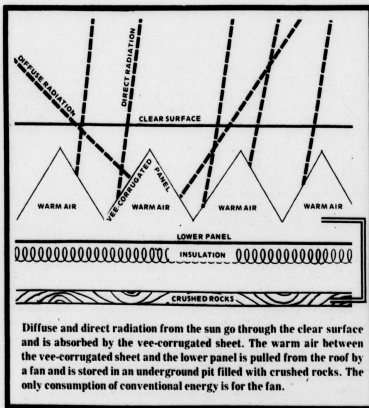 DIFFUSE RADIATION
DIRECT RADIATION
CLEAR SURFACE
VEE-CORRUGATED
PANEL
WARM AIR
WARM AIR
WARM AIR
WARM AIR
LOWER PANEL
INSULATION
CRUSHED ROCKS
Diffuse and direct radiation from the sun go through the clear surface
and is absorbed by the vee-corrugated sheet. The warm air between
the vee-corrugated sheet and the lower panel is pulled from the roof by
a fan and is stored in an underground pit filled with crushed rocks. The
only consumption of conventional energy is for the fan.